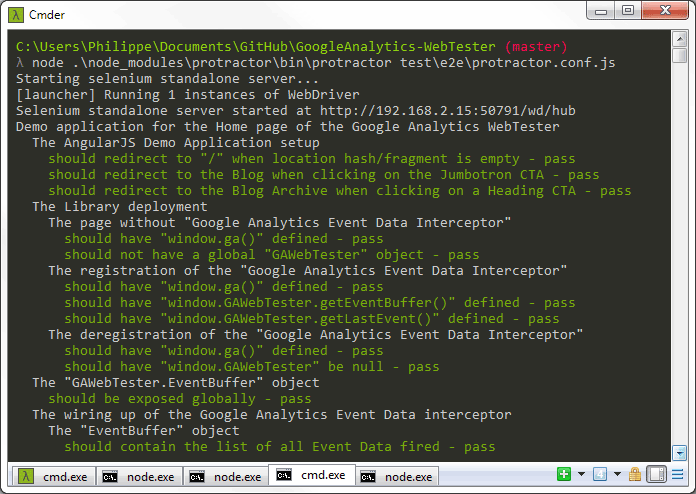 Cmder
C:\Users\Philippe\Documents\GitHub\GoogleAnalytics-WebTester (master)
λ node .\node_modules\protractor\bin\protractor test\e2e\protractor.conf.js
Starting selenium standalone server...
[launcher] Running 1 instances of WebDriver
Selenium standalone server started at http://192.168.2.15:50791/wd/hub
Demo application for the Home page of the Google Analytics WebTester
The AngularJS Demo Application setup
should redirect to "/" when location hash/fragment is empty - pass
should redirect to the Blog when clicking on the Jumbotron CTA - pass
should redirect to the Blog Archive when clicking on a Heading CTA - pass
The Library deployment
The page without "Google Analytics Event Data Interceptor"
should have "window.ga()" defined - pass
should not have a global "GAWebTester" object - pass
The registration of the "Google Analytics Event Data Interceptor"
should have "window.ga()" defined - pass
should have "window.GAWebTester.getEventBuffer()" defined - pass
should have "window.GAWebTester.getLastEvent()" defined - pass
The deregistration of the "Google Analytics Event Data Interceptor"
should have "window.ga()" defined - pass
should have "window.GAWebTester" be null - pass
The "GAWebTester.EventBuffer" object
should be exposed globally - pass
The wiring up of the Google Analytics Event Data interceptor
The "EventBuffer" object
should contain the list of all Event Data fired - pass
λ cmd.exe C:\. node.exe C:\. node.exe C:\. cmd.exe C:\. node.exe